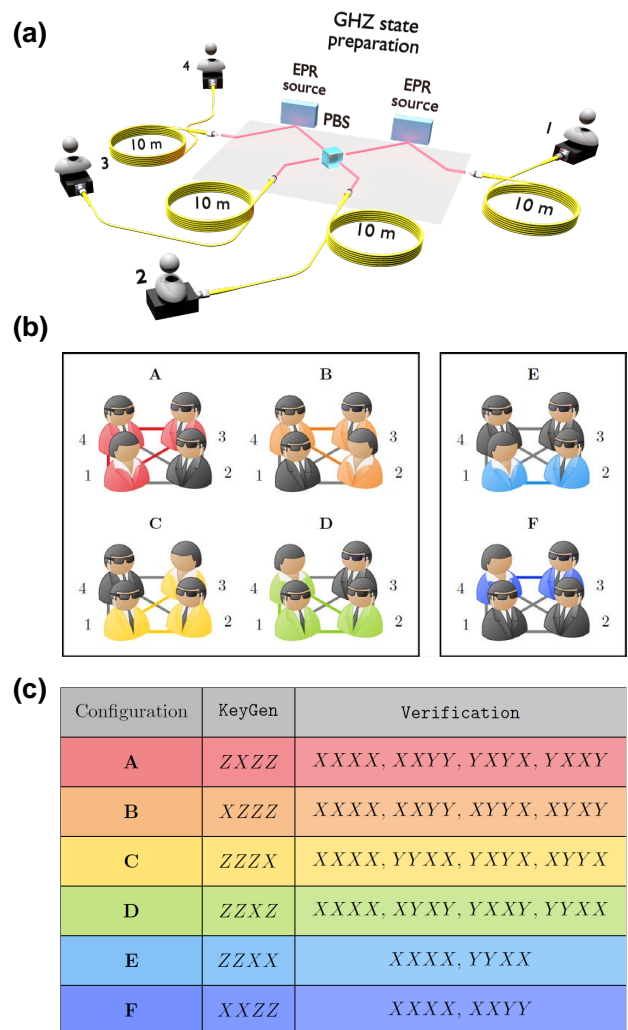 (a)
GHZ state
preparation
EPR
source
EPR
source
PBS
4
1
3
2
10 m
10 m
10 m
10 m
(b)
A
B
E
4
3
1
2
4
3
1
2
4
3
1
2
C
D
F
4
3
1
2
4
3
1
2
4
3
1
2
(c)
Configuration KeyGen Verification
A ZXZZ XXXX, XXYY, YXYX, YXXY
B XZZZ XXXX, XXYY, XYYX, XYXY
C ZZZX XXXX, YYXX, YXYX, XYYX
D ZZXZ XXXX, XYXY, YXXY, YYXX
E ZZXX XXXX, YYXX
F XXZZ XXXX, XXYY